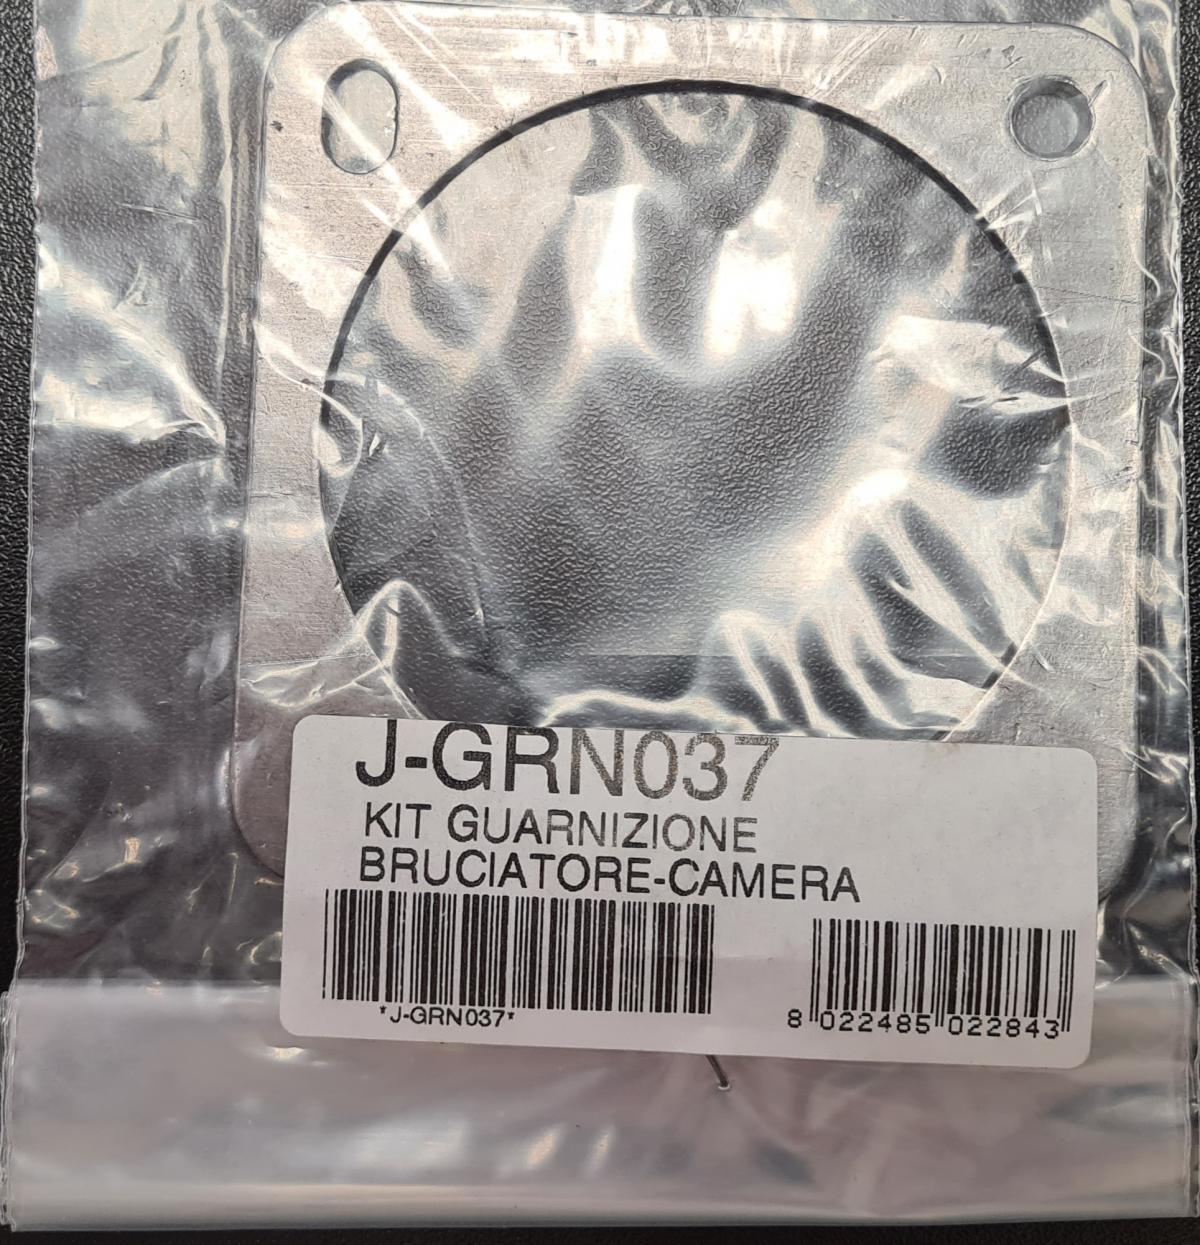 J-GRN037
KIT GUARNIZIONE
BRUCIATORE-CAMERA
*J-GRN037*
8 022485 022843